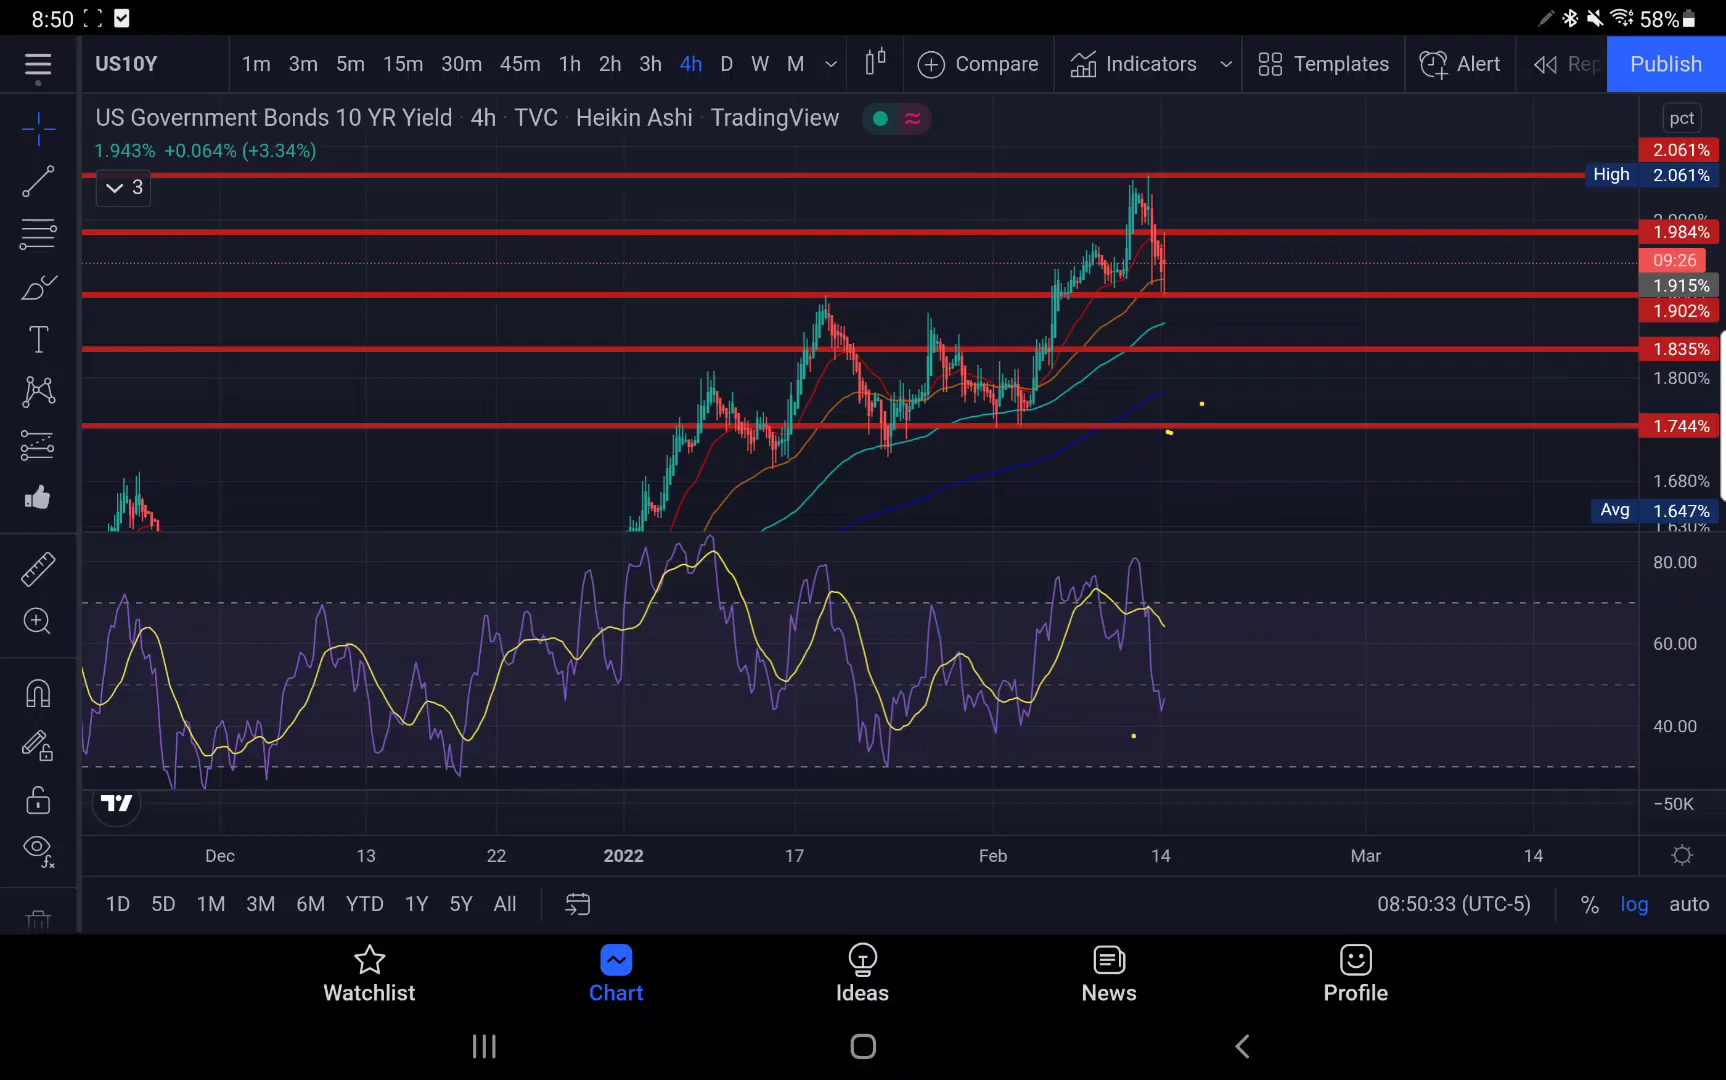 8:50
58%
US10Y 1m 3m 5m 15m 30m 45m 1h 2h 3h 4h D W M Compare Indicators Templates Alert Rep Publish
US Government Bonds 10 YR Yield · 4h · TVC · Heikin Ashi · TradingView
pct
1.943% +0.064% (+3.34%)
2.061%
High 2.061%
3
1.984%
09:26
1.915%
1.902%
1.835%
1.800%
1.744%
1.680%
Avg 1.647%
1.630%
80.00
60.00
40.00
−50K
Dec 13 22 2022 17 Feb 14 Mar 14
1D 5D 1M 3M 6M YTD 1Y 5Y All 08:50:33 (UTC-5) % log auto
Watchlist Chart Ideas News Profile